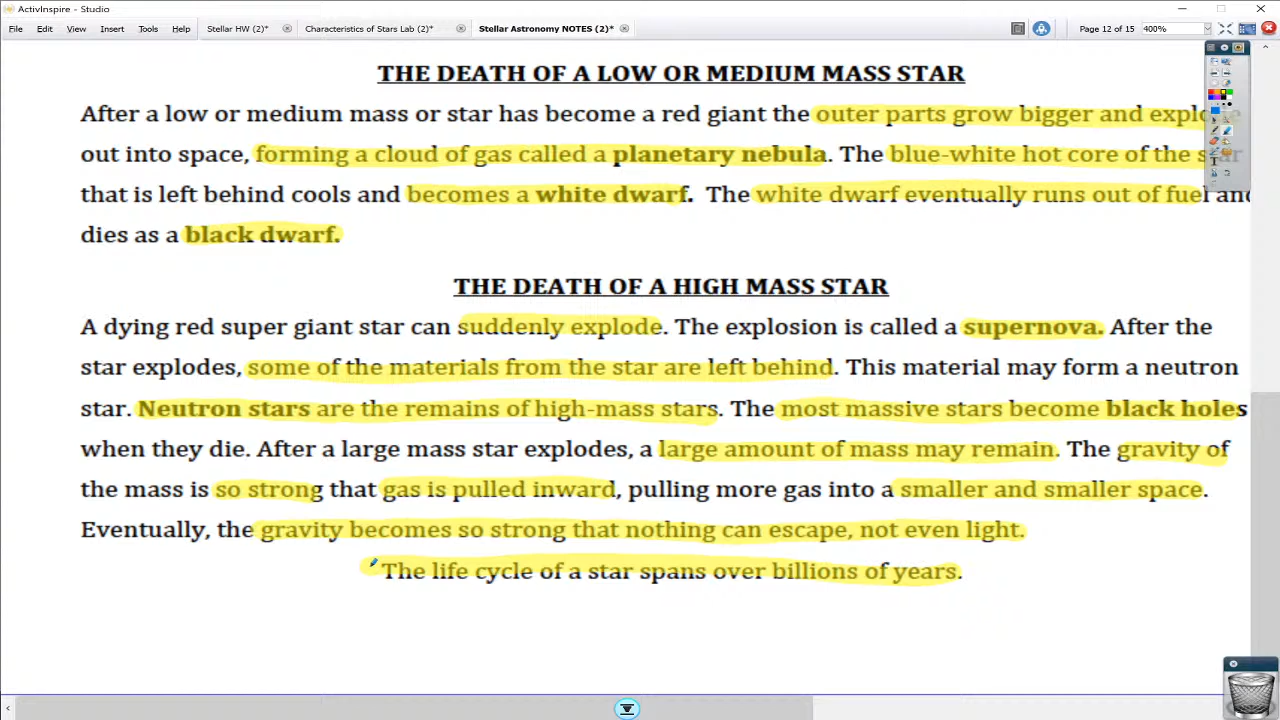 ActivInspire - Studio
File Edit View Insert Tools Help Stellar HW (2)* Characteristics of Stars Lab (2)* Stellar Astronomy NOTES (2)* Page 12 of 15 400%
THE DEATH OF A LOW OR MEDIUM MASS STAR
After a low or medium mass or star has become a red giant the outer parts grow bigger and
out into space, forming a cloud of gas called a planetary nebula. The blue-white hot core of the
that is left behind cools and becomes a white dwarf. The white dwarf eventually runs out of fuel and
dies as a black dwarf.
THE DEATH OF A HIGH MASS STAR
A dying red super giant star can suddenly explode. The explosion is called a supernova. After the
star explodes, some of the materials from the star are left behind. This material may form a neutron
star. Neutron stars are the remains of high-mass stars. The most massive stars become black holes
when they die. After a large mass star explodes, a large amount of mass may remain. The gravity of
the mass is so strong that gas is pulled inward, pulling more gas into a smaller and smaller space.
Eventually, the gravity becomes so strong that nothing can escape, not even light.
The life cycle of a star spans over billions of years.